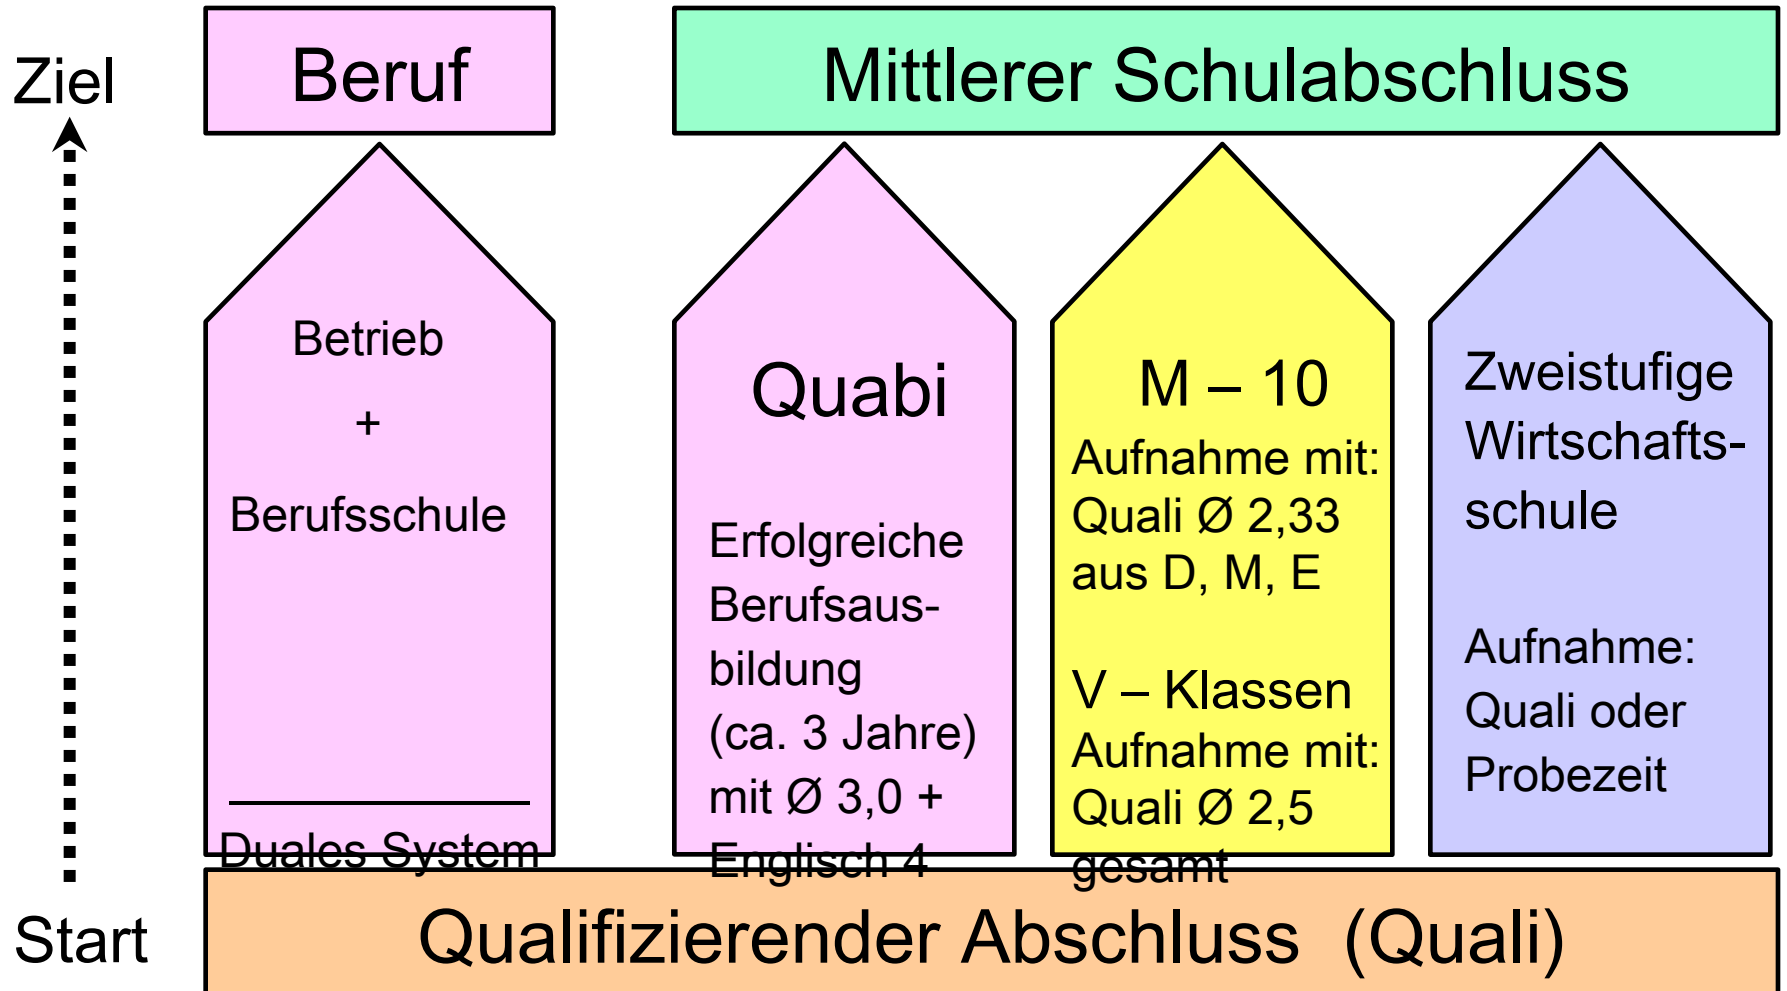 Ziel
Beruf
Mittlerer Schulabschluss
Betrieb
+
Berufsschule
Duales System
Quabi
Erfolgreiche
Berufsaus-
bildung
(ca. 3 Jahre)
mit Ø 3,0 +
Englisch 4
M – 10
Aufnahme mit:
Quali Ø 2,33
aus D, M, E
V – Klassen
Aufnahme mit:
Quali Ø 2,5
gesamt
Zweistufige
Wirtschafts-
schule
Aufnahme:
Quali oder
Probezeit
Start
Qualifizierender Abschluss (Quali)